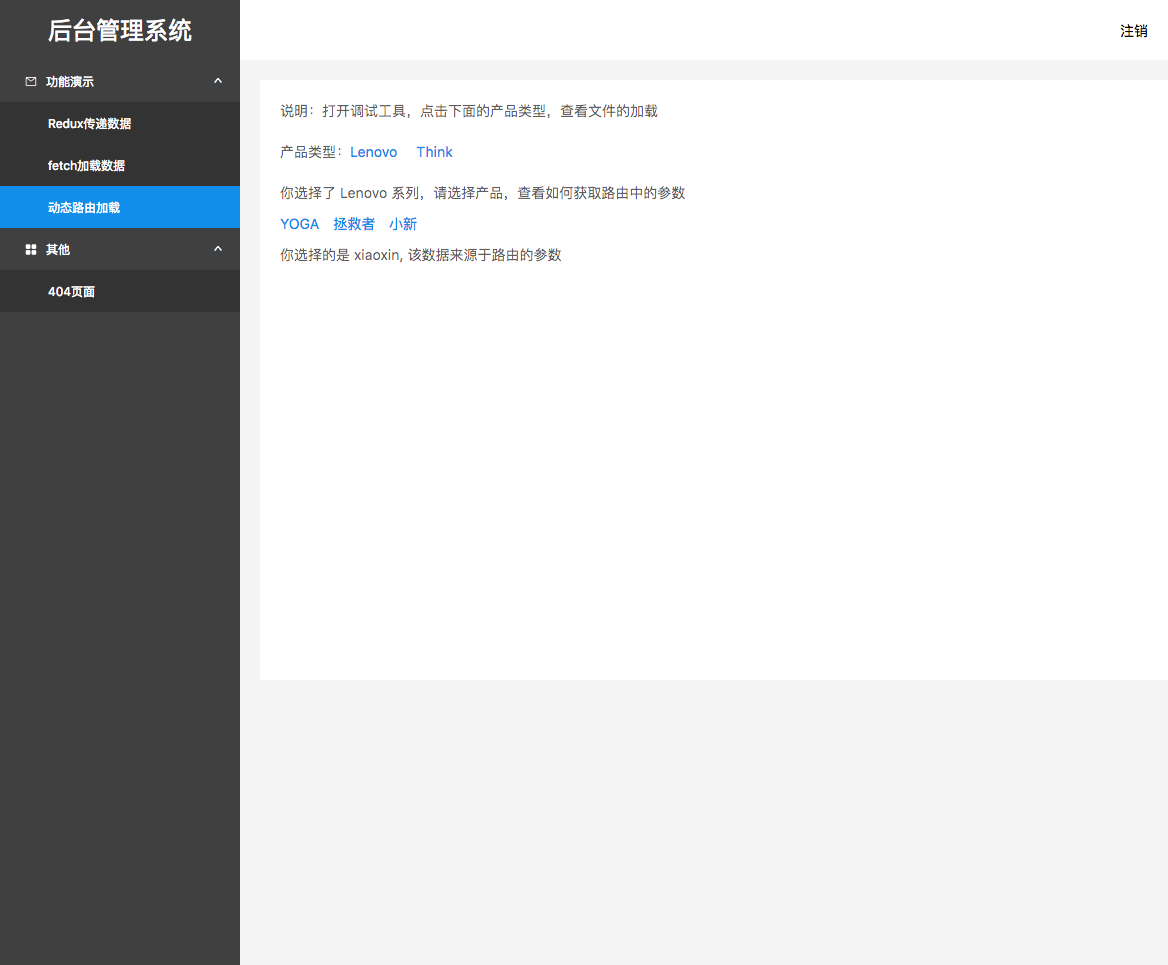 后台管理系统
功能演示
Redux传递数据
fetch加载数据
动态路由加载
其他
404页面
注销
说明：打开调试工具，点击下面的产品类型，查看文件的加载
产品类型：Lenovo Think
你选择了 Lenovo 系列，请选择产品，查看如何获取路由中的参数
YOGA 拯救者 小新
你选择的是 xiaoxin, 该数据来源于路由的参数